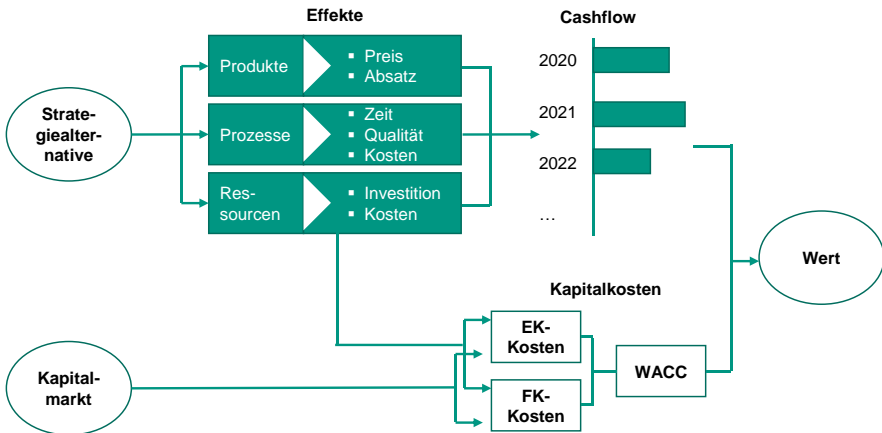 Effekte
Cashflow
Strate-
giealter-
native
Produkte
▪ Preis
▪ Absatz
Prozesse
▪ Zeit
▪ Qualität
▪ Kosten
Res-
sourcen
▪ Investition
▪ Kosten
2020
2021
2022
…
Wert
Kapitalkosten
Kapital-
markt
EK-
Kosten
FK-
Kosten
WACC